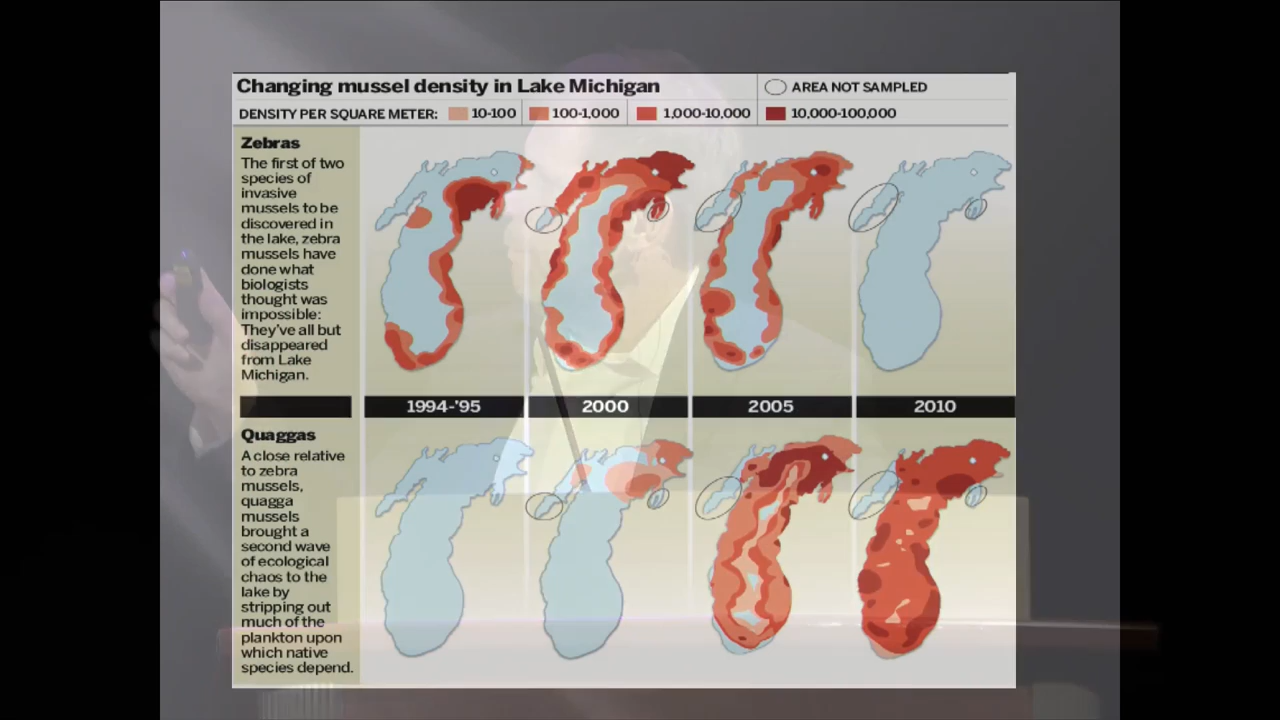 Changing mussel density in Lake Michigan
AREA NOT SAMPLED
DENSITY PER SQUARE METER:
10-100
100-1,000
1,000-10,000
10,000-100,000
Zebras
The first of two
species of
invasive
mussels to be
discovered in
the lake, zebra
mussels have
done what
biologists
thought was
impossible:
They've all but
disappeared
from Lake
Michigan.
1994-'95
2000
2005
2010
Quaggas
A close relative
to zebra
mussels,
quagga
mussels
brought a
second wave
of ecological
chaos to the
lake by
stripping out
much of the
plankton upon
which native
species depend.